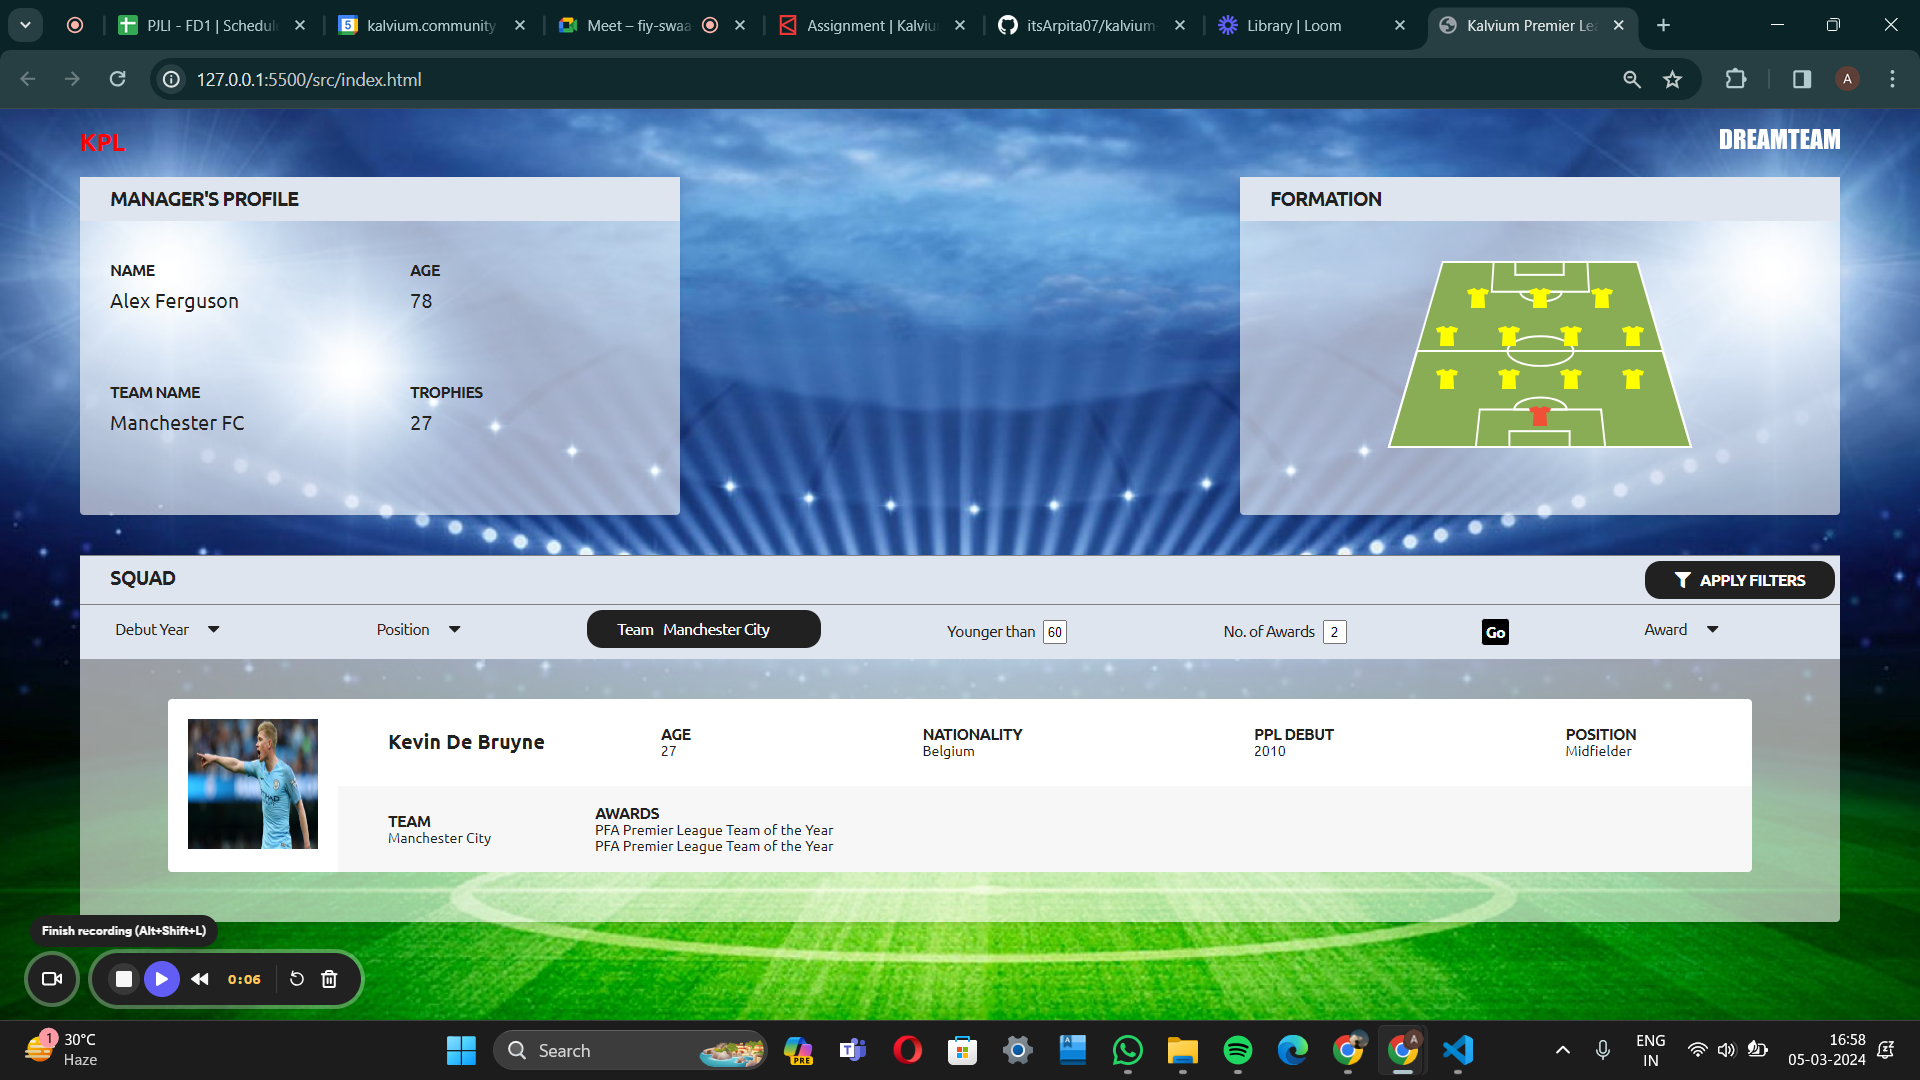 PJLI - FD1 | Schedul
kalvium.community
Meet – fiy-swaa
Assignment | Kalviu
itsArpita07/kalvium
Library | Loom
Kalvium Premier Lea
127.0.0.1:5500/src/index.html
A
KPL
DREAMTEAM
MANAGER'S PROFILE
FORMATION
NAME
AGE
Alex Ferguson
78
TEAM NAME
TROPHIES
Manchester FC
27
SQUAD
APPLY FILTERS
Debut Year
Position
Team Manchester City
Younger than 60
No. of Awards 2
Go
Award
Kevin De Bruyne
AGE
27
NATIONALITY
Belgium
PPL DEBUT
2010
POSITION
Midfielder
TEAM
Manchester City
AWARDS
PFA Premier League Team of the Year
PFA Premier League Team of the Year
Finish recording (Alt+Shift+L)
0:06
1
30°C
Haze
Search
PRE
ENG
IN
16:58
05-03-2024